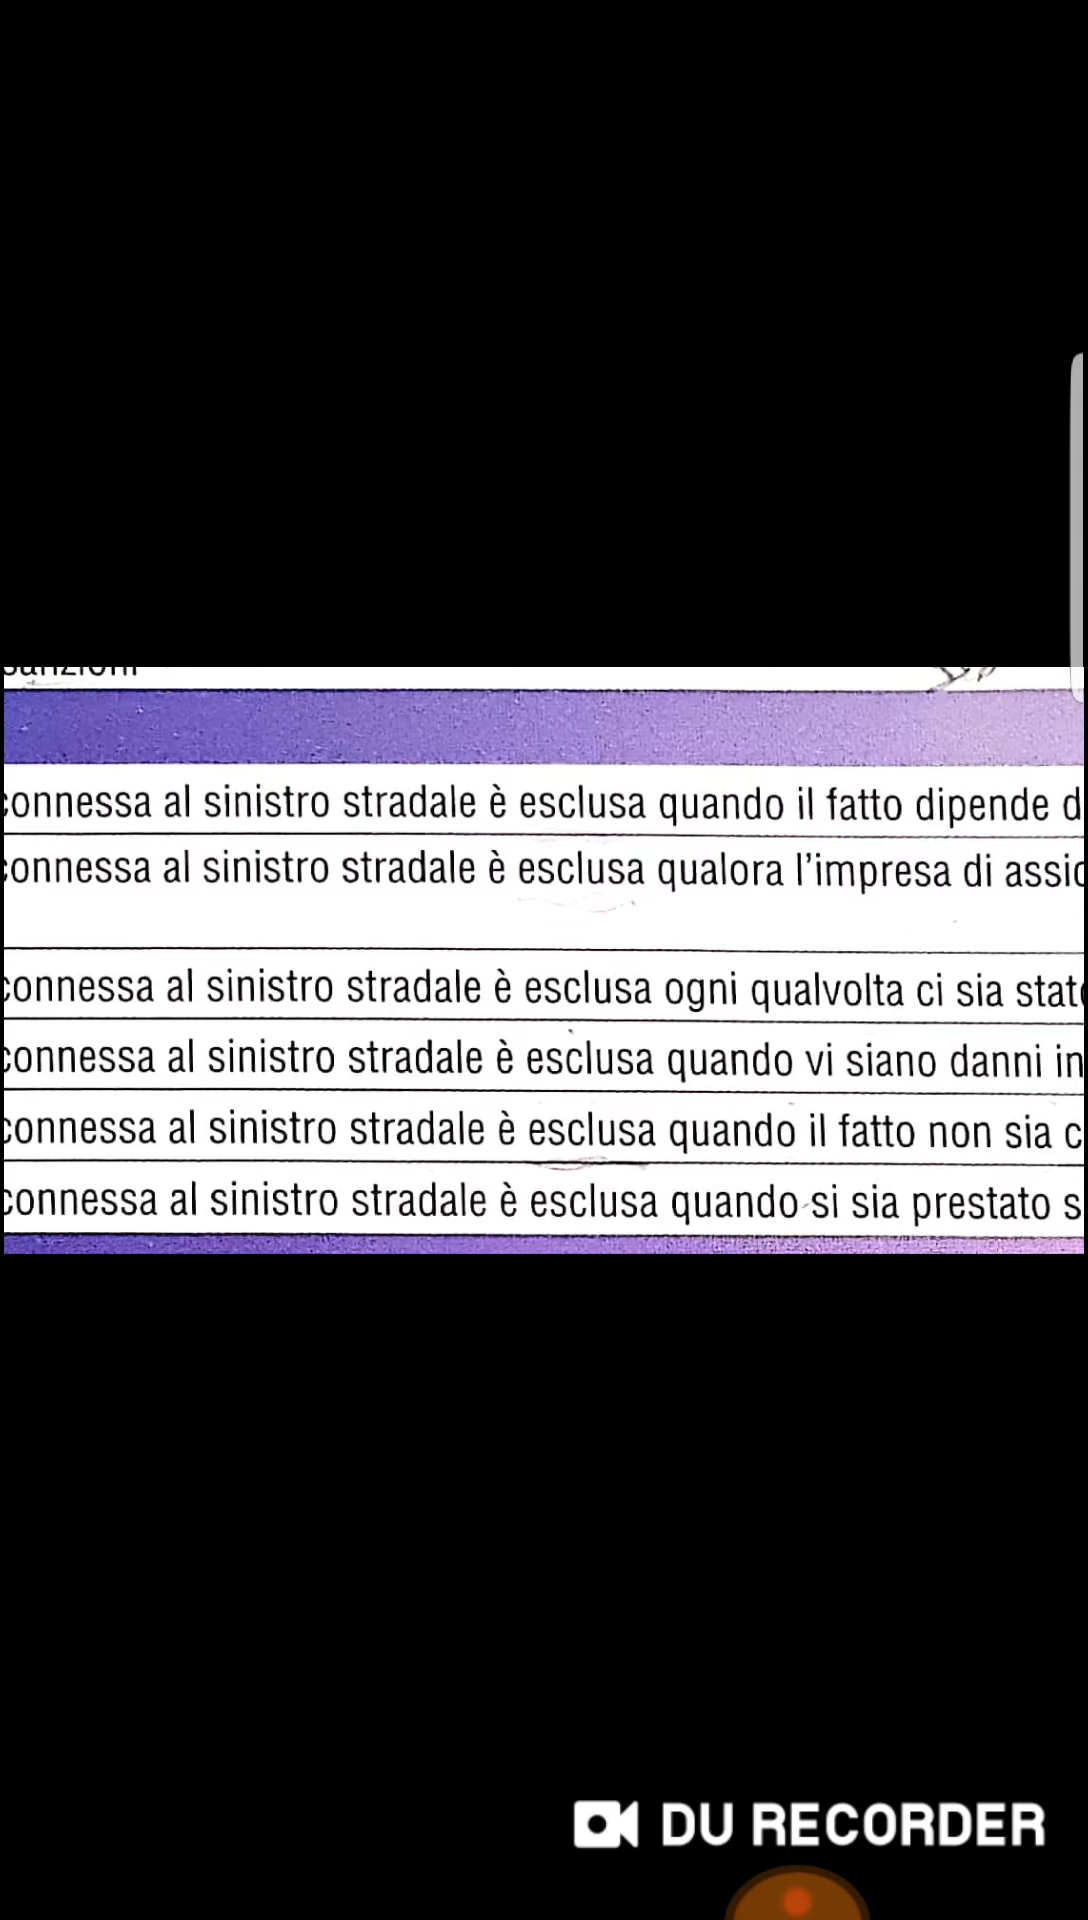 sanzioni
connessa al sinistro stradale è esclusa quando il fatto dipende d
connessa al sinistro stradale è esclusa qualora l'impresa di assic
connessa al sinistro stradale è esclusa ogni qualvolta ci sia stat
connessa al sinistro stradale è esclusa quando vi siano danni in
connessa al sinistro stradale è esclusa quando il fatto non sia c
connessa al sinistro stradale è esclusa quando si sia prestato s
DU RECORDER